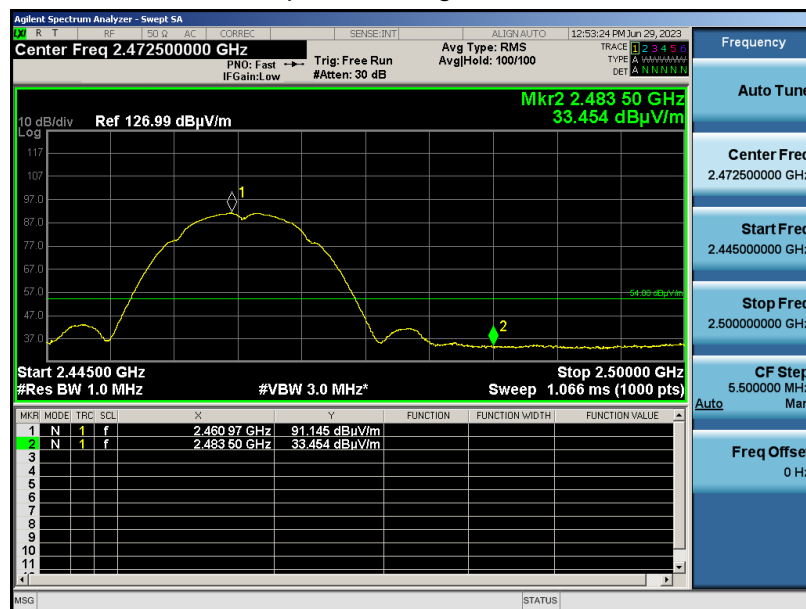 Agilent Spectrum Analyzer - Swept SA
LXI R T RF 50 Ω AC CORREC SENSE:INT ALIGN AUTO 12:53:24 PM Jun 29, 2023
Center Freq 2.472500000 GHz
PNO: Fast
IFGain:Low
Trig: Free Run
#Atten: 30 dB
Avg Type: RMS
Avg|Hold: 100/100
TRACE 1 2 3 4 5 6
TYPE A WWWWW
DET A N N N N N
Mkr2 2.483 50 GHz
33.454 dBµV/m
10 dB/div Ref 126.99 dBµV/m
Log
117
107
97.0
87.0
77.0
67.0
57.0
47.0
37.0
1
2
54.00 dBµV/m
Start 2.44500 GHz Stop 2.50000 GHz
#Res BW 1.0 MHz #VBW 3.0 MHz* Sweep 1.066 ms (1000 pts)
MKR MODE TRC SCL X Y FUNCTION FUNCTION WIDTH FUNCTION VALUE
1 N 1 f 2.460 97 GHz 91.145 dBµV/m
2 N 1 f 2.483 50 GHz 33.454 dBµV/m
3
4
5
6
7
8
9
10
11
MSG STATUS
Frequency
Auto Tune
Center Freq
2.472500000 GHz
Start Freq
2.445000000 GHz
Stop Freq
2.500000000 GHz
CF Step
5.500000 MHz
Auto Man
Freq Offset
0 Hz